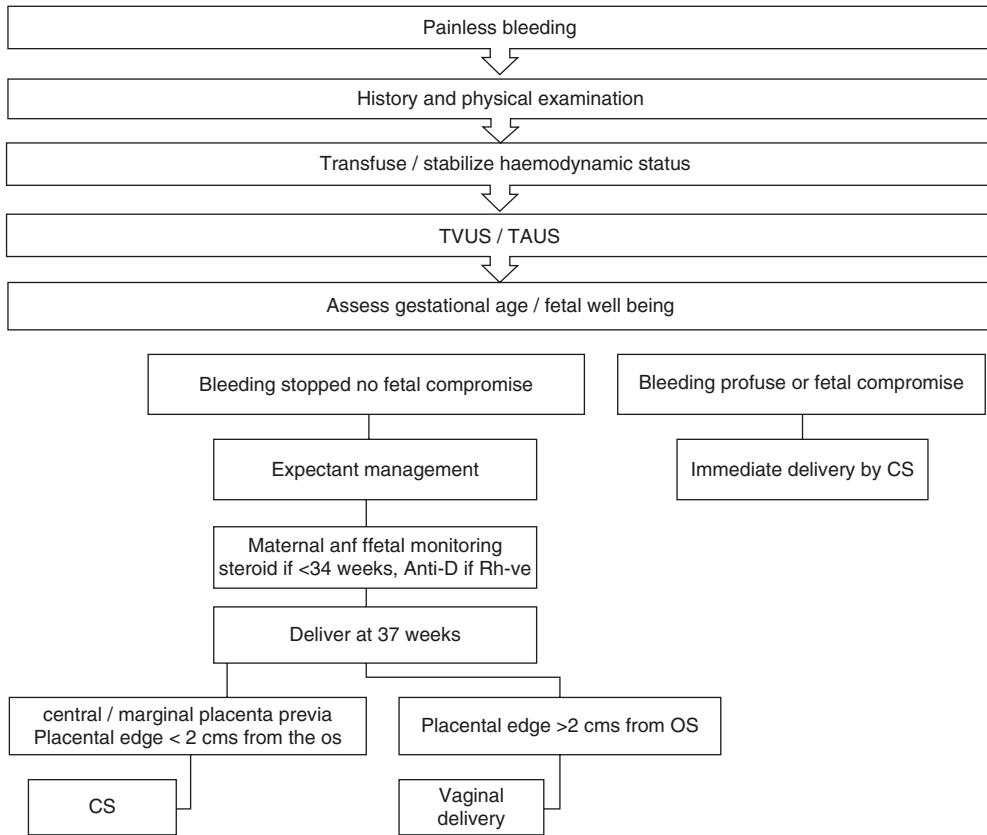 Painless bleeding
History and physical examination
Transfuse / stabilize haemodynamic status
TVUS / TAUS
Assess gestational age / fetal well being
Bleeding stopped no fetal compromise
Bleeding profuse or fetal compromise
Expectant management
Immediate delivery by CS
Maternal anf ffetal monitoring
steroid if <34 weeks, Anti-D if Rh-ve
Deliver at 37 weeks
central / marginal placenta previa
Placental edge < 2 cms from the os
Placental edge >2 cms from OS
CS
Vaginal
delivery